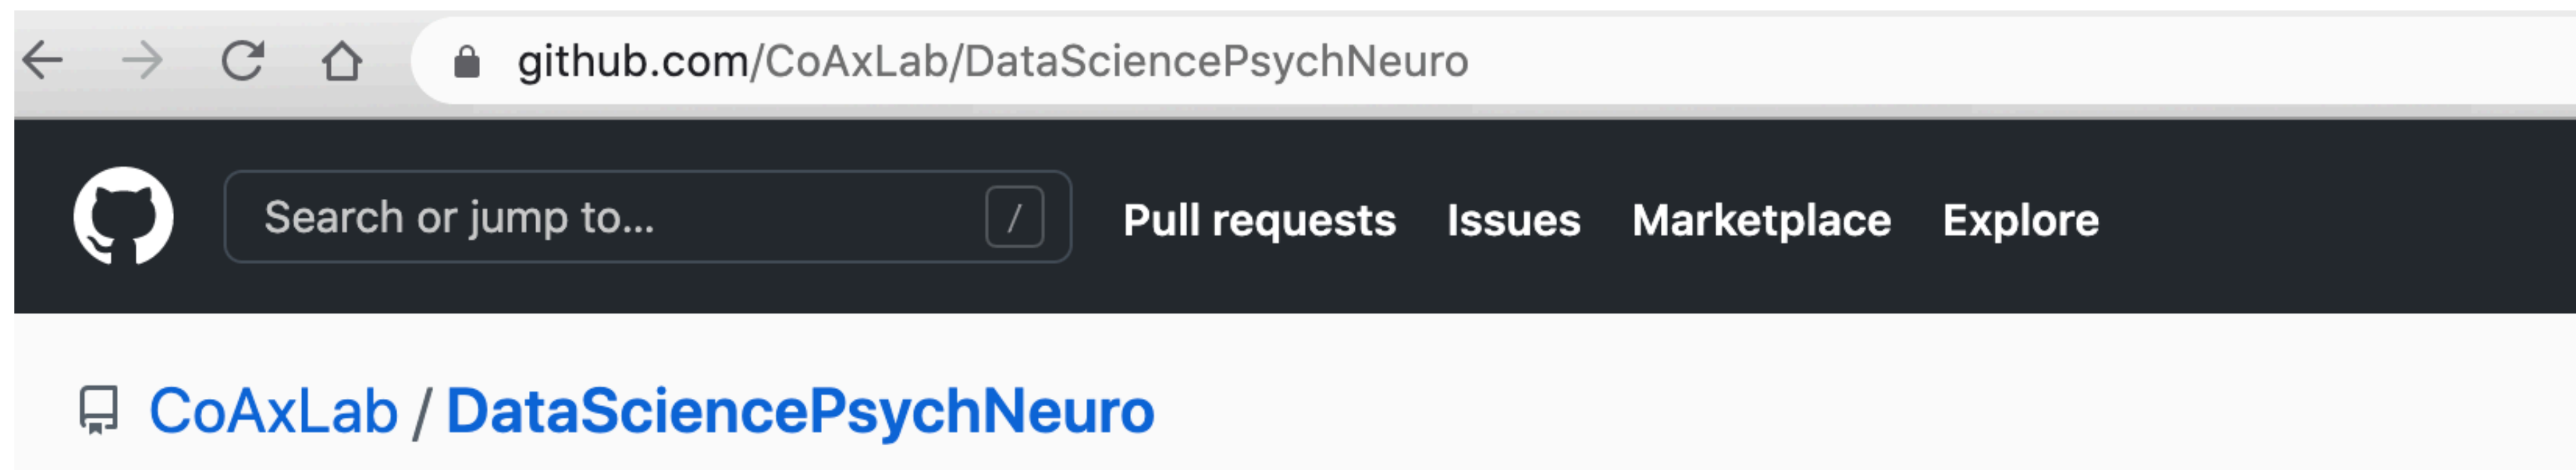 github.com/CoAxLab/DataSciencePsychNeuro
Search or jump to... / Pull requests Issues Marketplace Explore
CoAxLab / DataSciencePsychNeuro